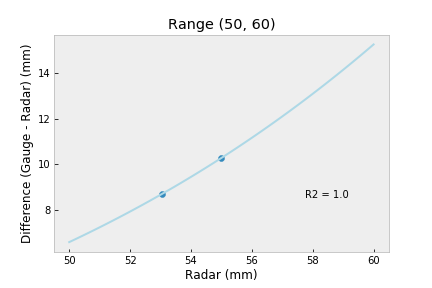 Range (50, 60)
Difference (Gauge - Radar) (mm)
14
12
10
8
R2 = 1.0
50 52 54 56 58 60
Radar (mm)